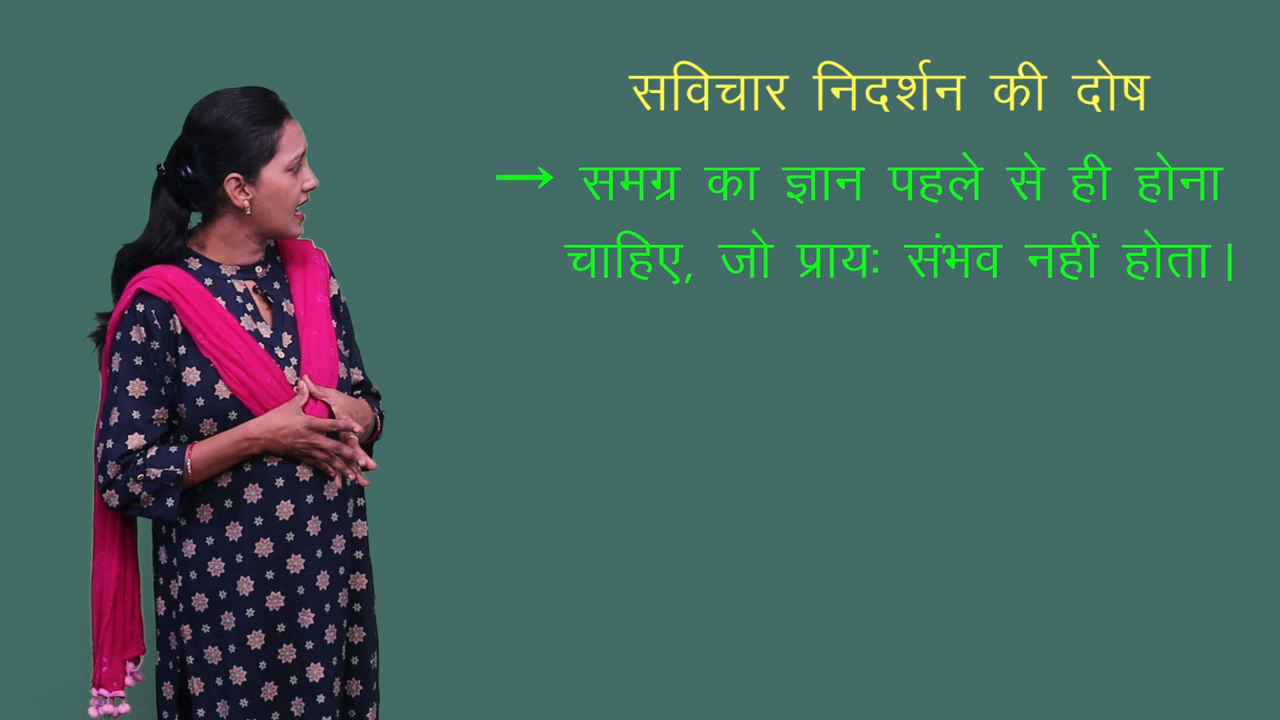 सविचार निदर्शन की दोष
→ समग्र का ज्ञान पहले से ही होना
चाहिए, जो प्रायः संभव नहीं होता।